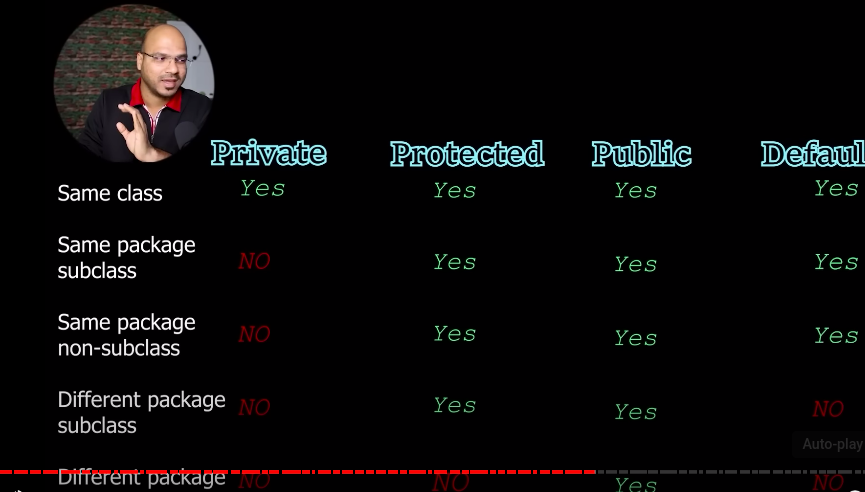 Private Protected Public Defaul
Same class Yes Yes Yes Yes
Same package
subclass NO Yes Yes Yes
Same package
non-subclass NO Yes Yes Yes
Different package
subclass NO Yes Yes NO
Auto-play
Different package NO NO Yes NO